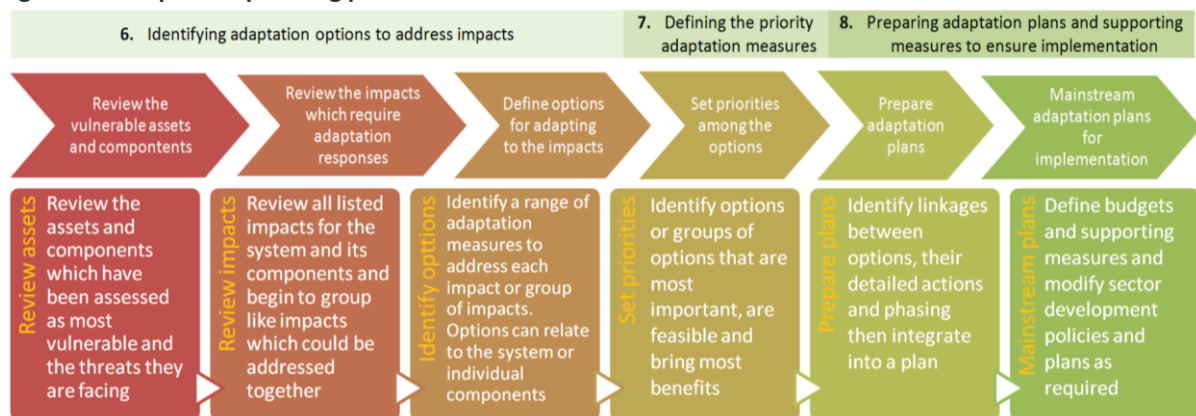 6. Identifying adaptation options to address impacts
7. Defining the priority
adaptation measures
8. Preparing adaptation plans and supporting
measures to ensure implementation
Review the
vulnerable assets
and compontents
Review the impacts
which require
adaptation
responses
Define options
for adapting
to the impacts
Set priorities
among the
options
Prepare
adaptation
plans
Mainstream
adaptation plans
for
implementation
Review assets
Review the
assets and
components
which have
been assessed
as most
vulnerable and
the threats they
are facing
Review impacts
Review all listed
impacts for the
system and its
components and
begin to group
like impacts
which could be
addressed
together
Identify opttions
Identify a range of
adaptation
measures to
address each
impact or group
of impacts.
Options can relate
to the system or
individual
components
Set priorities
Identify options
or groups of
options that are
most
important, are
feasible and
bring most
benefits
Prepare plans
Identify linkages
between
options, their
detailed actions
and phasing
then integrate
into a plan
Mainstream plans
Define budgets
and supporting
measures and
modify sector
development
policies and
plans as
required